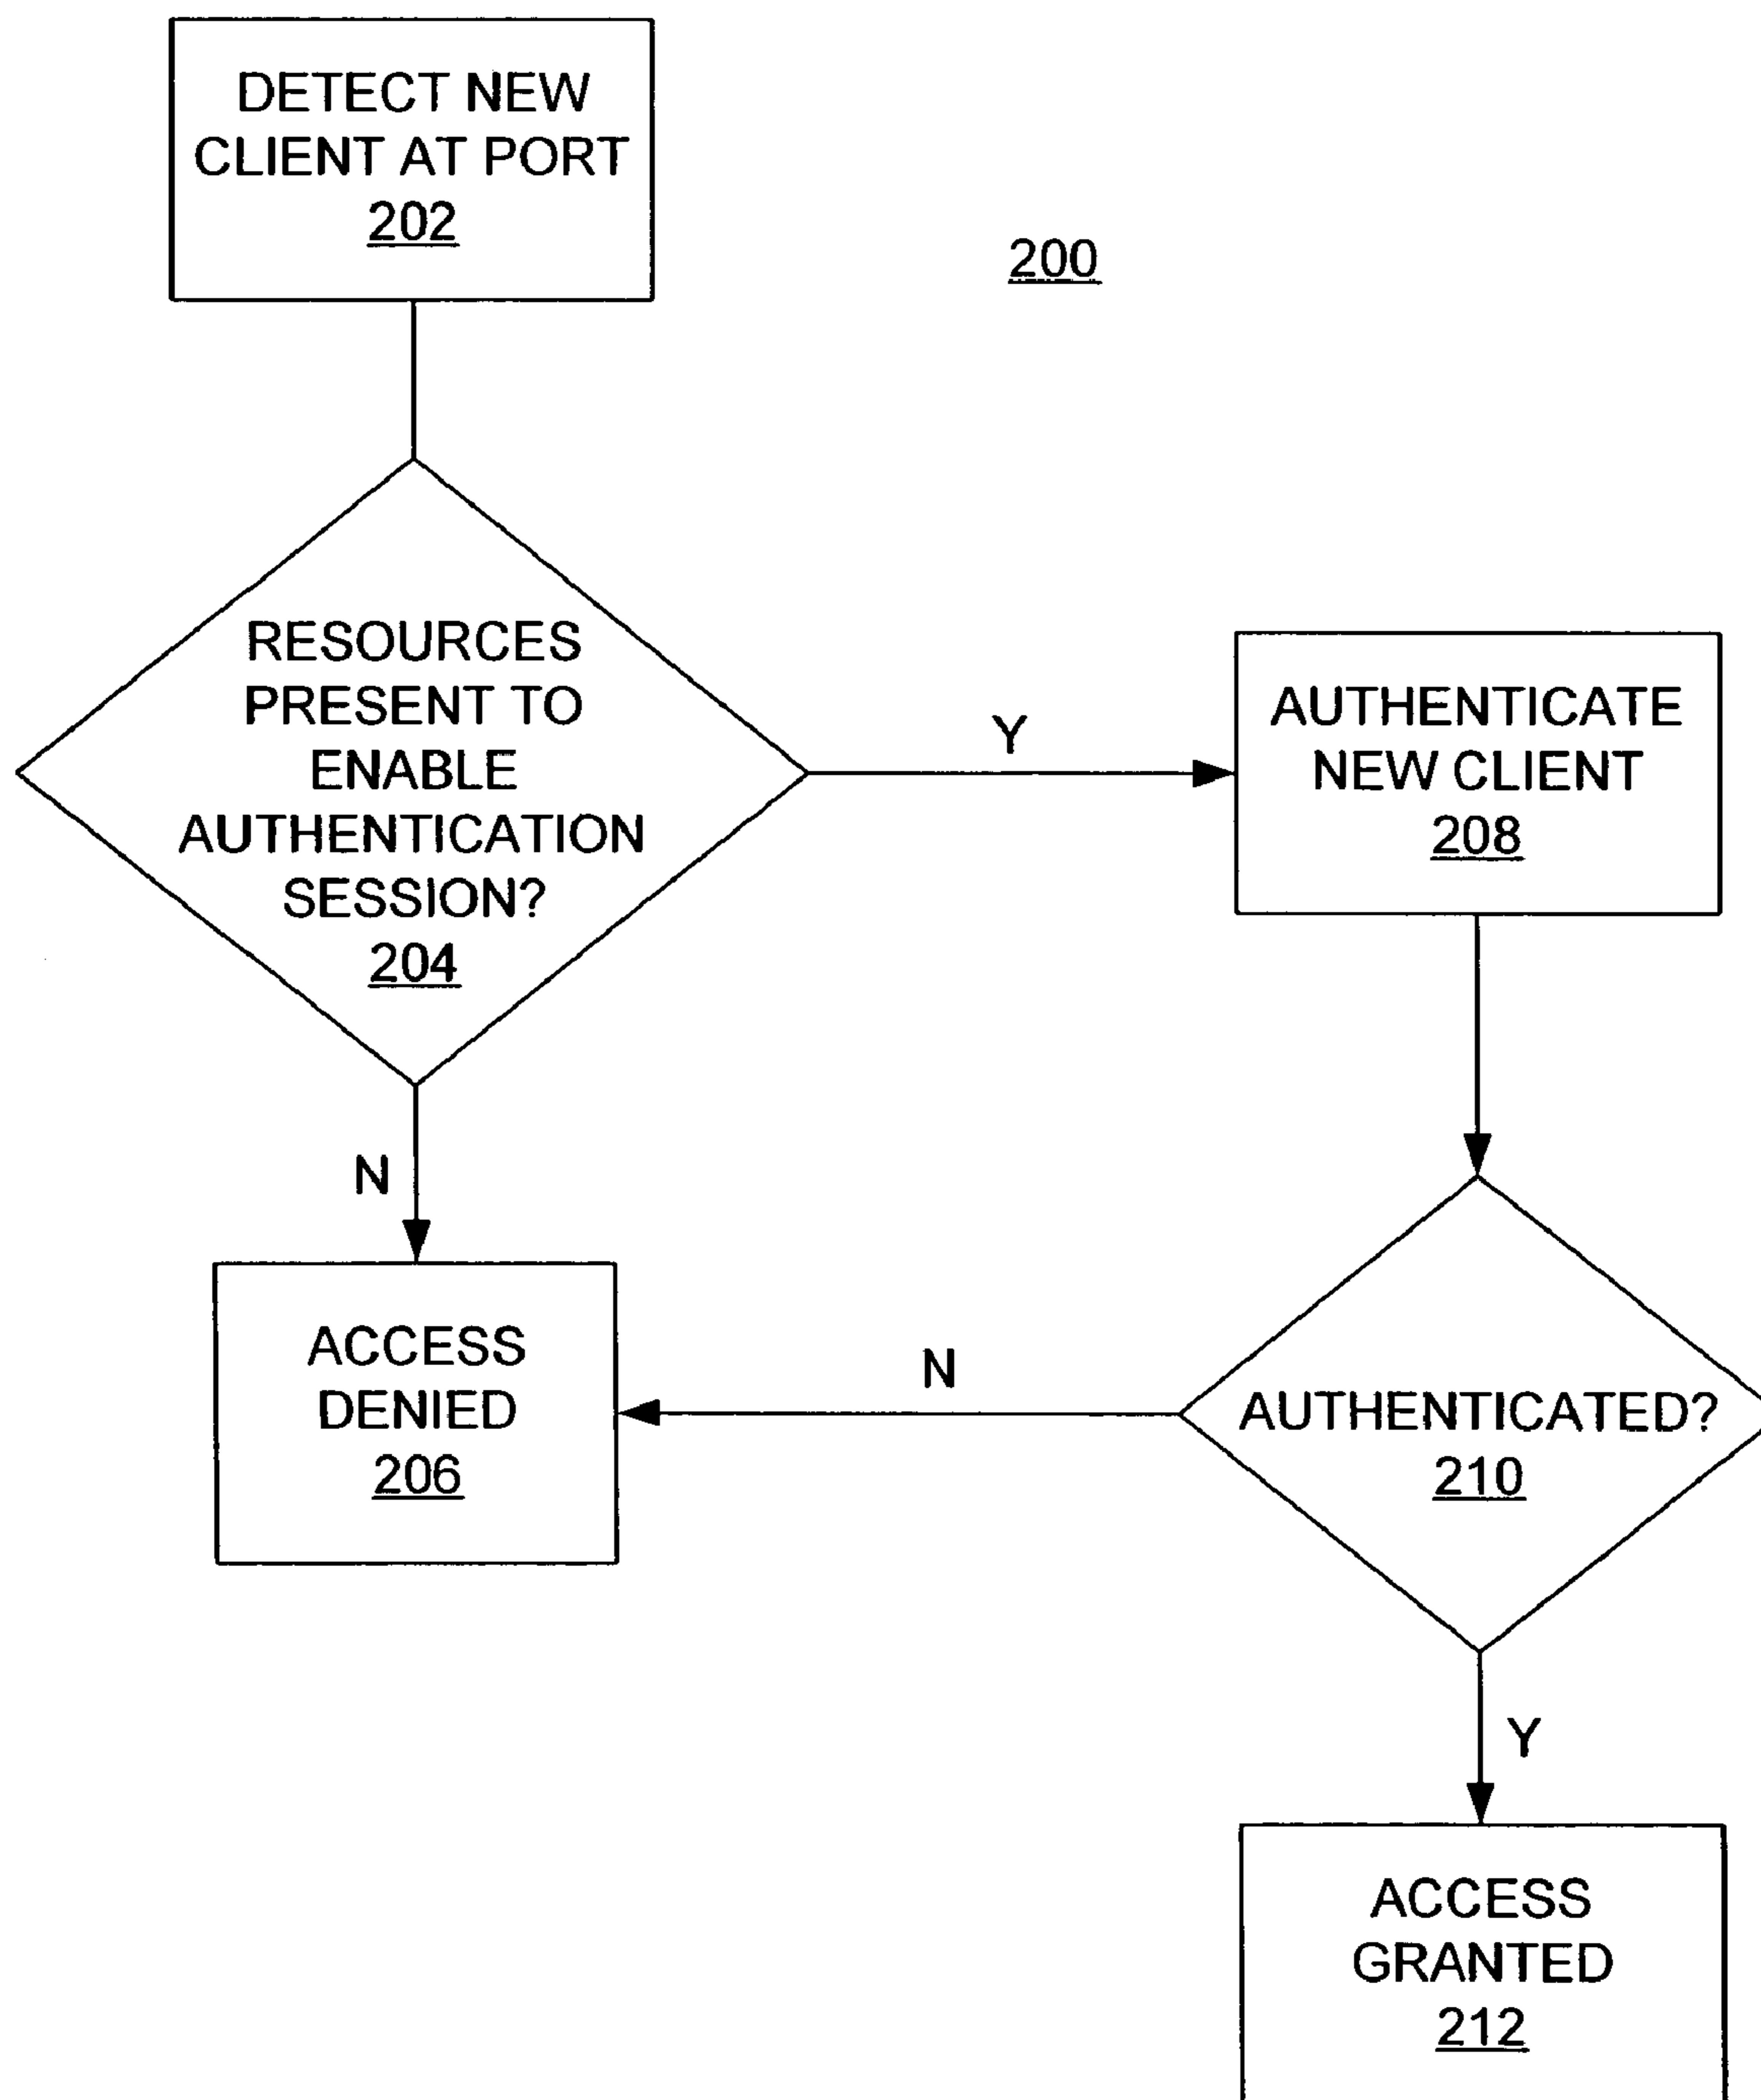 DETECT NEW
CLIENT AT PORT
202
200
RESOURCES
PRESENT TO
ENABLE
AUTHENTICATION
SESSION?
204
Y
AUTHENTICATE
NEW CLIENT
208
N
ACCESS
DENIED
206
N
AUTHENTICATED?
210
Y
ACCESS
GRANTED
212